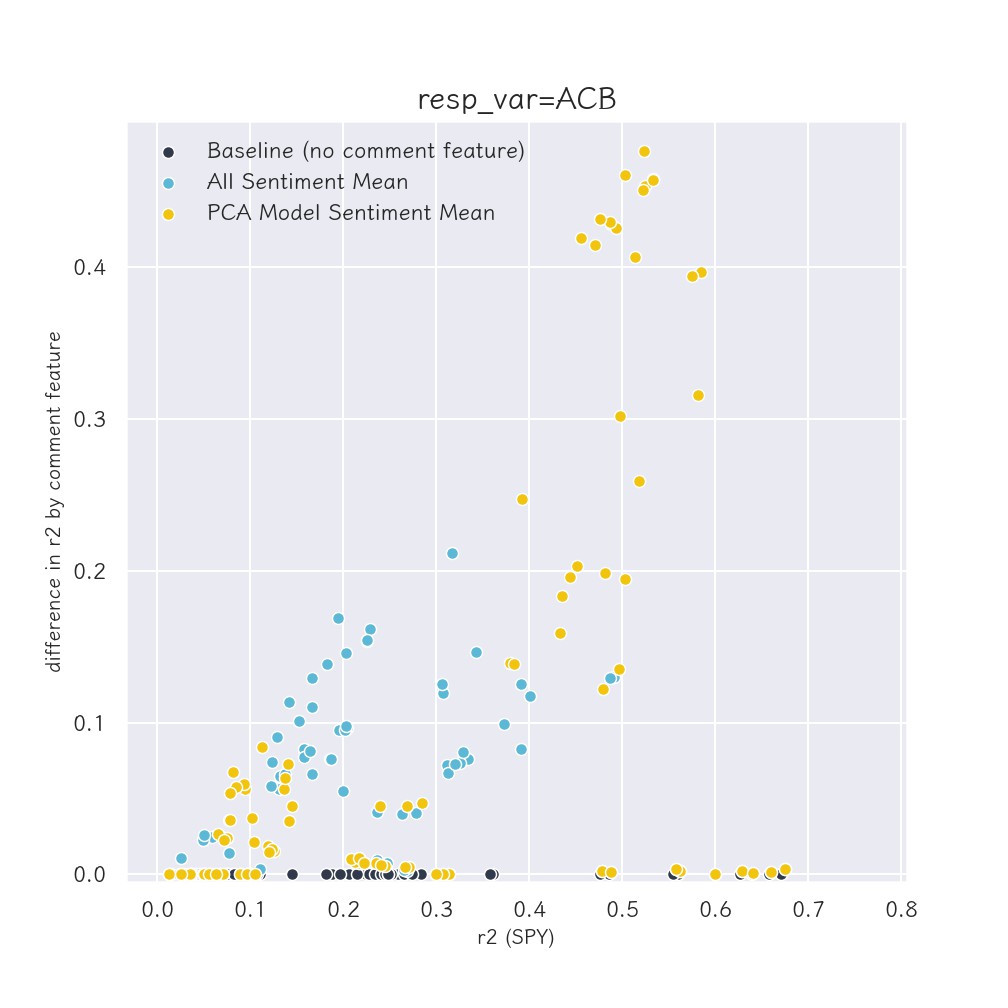 resp_var=ACB
Baseline (no comment feature)
All Sentiment Mean
PCA Model Sentiment Mean
difference in r2 by comment feature
0.4
0.3
0.2
0.1
0.0
0.0 0.1 0.2 0.3 0.4 0.5 0.6 0.7 0.8
r2 (SPY)